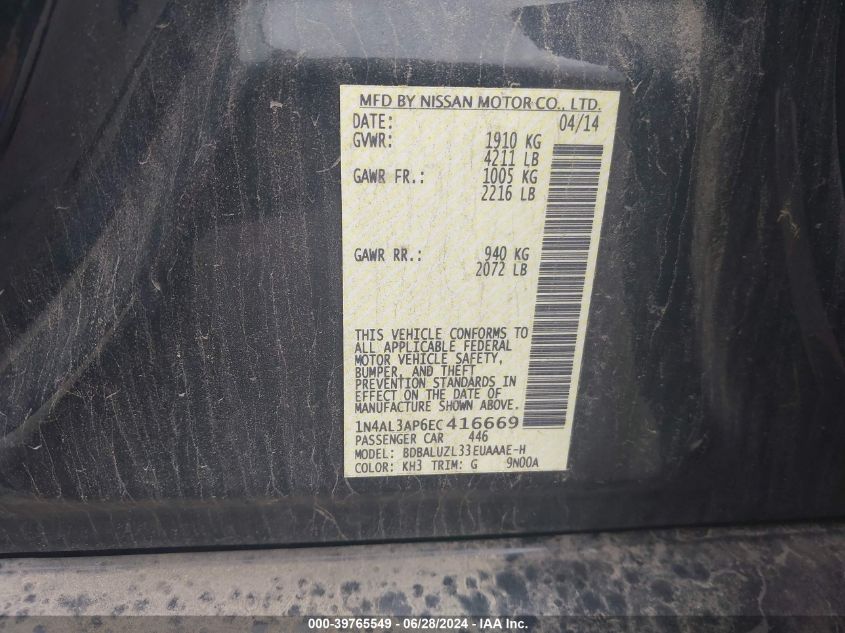 MFD BY NISSAN MOTOR CO., LTD.
DATE: 04/14
GVWR: 1910 KG
4211 LB
GAWR FR.: 1005 KG
2216 LB
GAWR RR.: 940 KG
2072 LB
THIS VEHICLE CONFORMS TO
ALL APPLICABLE FEDERAL
MOTOR VEHICLE SAFETY,
BUMPER, AND THEFT
PREVENTION STANDARDS IN
EFFECT ON THE DATE OF
MANUFACTURE SHOWN ABOVE.
1N4AL3AP6EC416669
PASSENGER CAR 446
MODEL: BDBALUZL33EUAAAE-H
COLOR: KH3 TRIM: G 9N00A
000-39765549 - 06/28/2024 - IAA Inc.